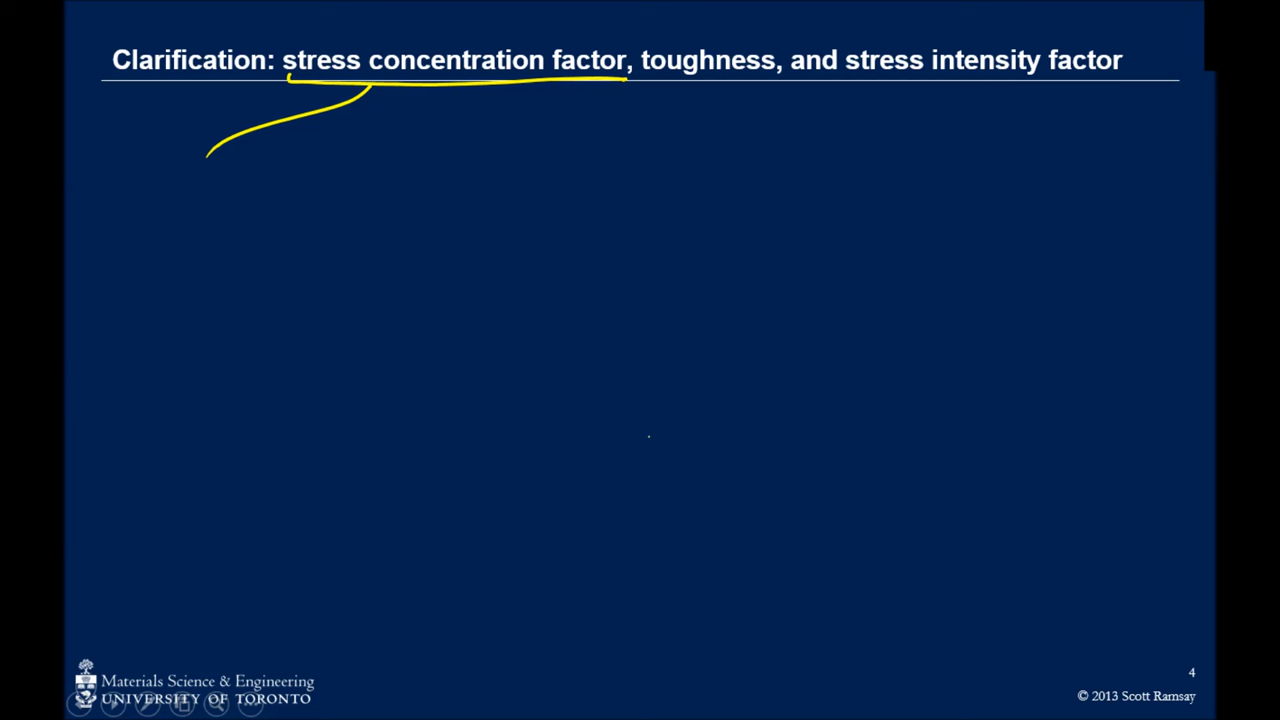 Clarification: stress concentration factor, toughness, and stress intensity factor
Materials Science & Engineering
UNIVERSITY OF TORONTO
4
© 2013 Scott Ramsay